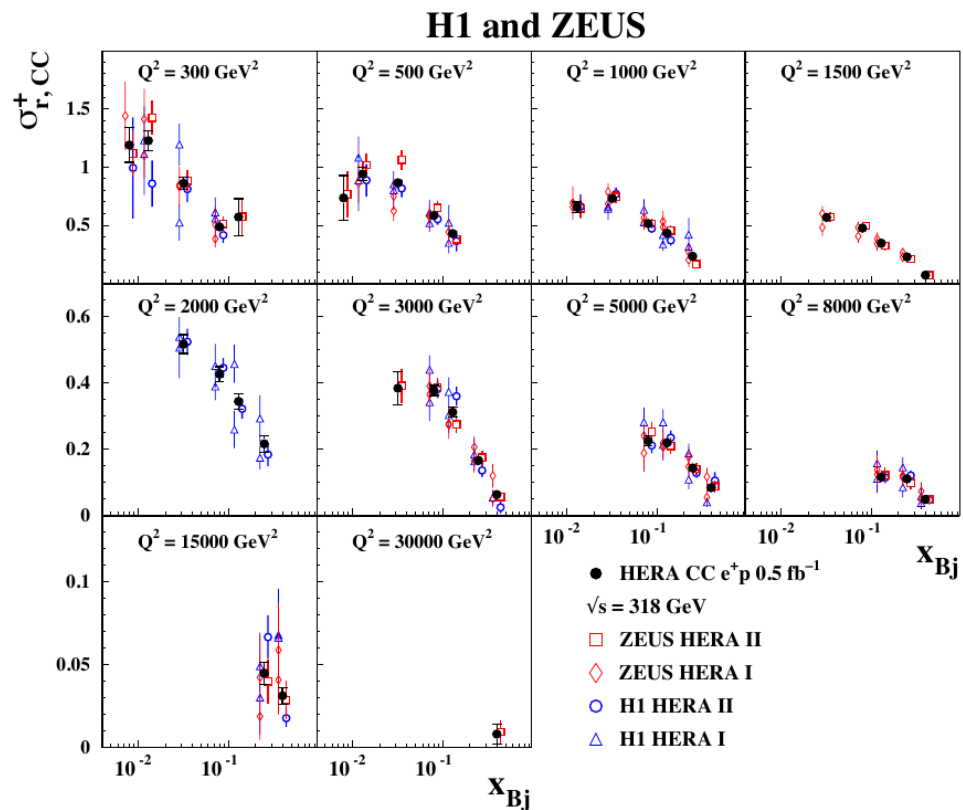 H1 and ZEUS
σ⁺r, CC
Q² = 300 GeV²
Q² = 500 GeV²
Q² = 1000 GeV²
Q² = 1500 GeV²
1.5
1
0.5
Q² = 2000 GeV²
Q² = 3000 GeV²
Q² = 5000 GeV²
Q² = 8000 GeV²
0.6
0.4
0.2
0
Q² = 15000 GeV²
Q² = 30000 GeV²
10⁻² 10⁻¹ 10⁻² 10⁻¹
xBj
0.1
0.05
0
HERA CC e⁺p 0.5 fb⁻¹
√s = 318 GeV
ZEUS HERA II
ZEUS HERA I
H1 HERA II
H1 HERA I
10⁻² 10⁻¹ 10⁻² 10⁻¹
xBj